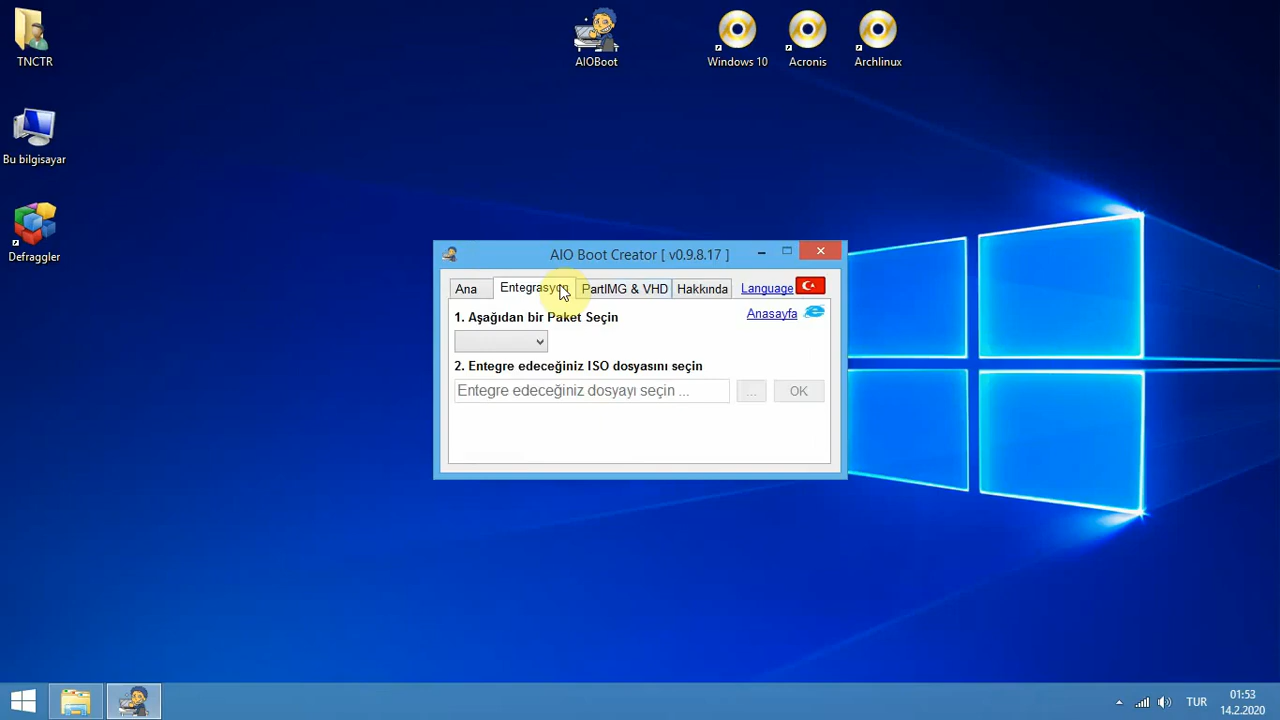 TNCTR
AIOBoot
Windows 10
Acronis
Archlinux
Bu bilgisayar
Defraggler
AIO Boot Creator [ v0.9.8.17 ]
Ana
Entegrasyon
PartIMG & VHD
Hakkında
Language
1. Aşağıdan bir Paket Seçin
Anasayfa
2. Entegre edeceğiniz ISO dosyasını seçin
Entegre edeceğiniz dosyayı seçin ...
...
OK
TUR
01:53
14.2.2020